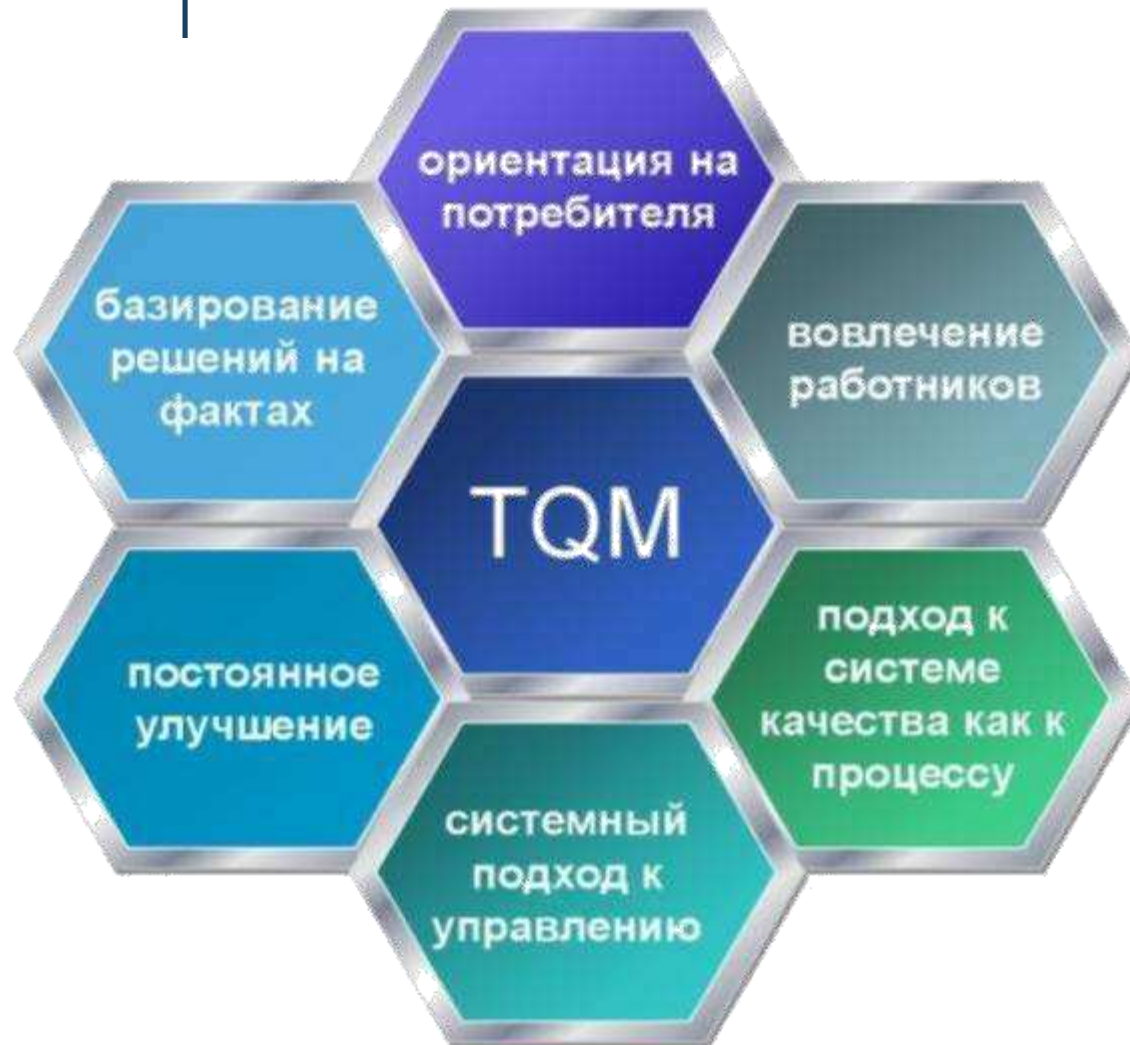 ориентация на
потребителя
вовлечение
работников
подход к
системе
качества как к
процессу
системный
подход к
управлению
постоянное
улучшение
базирование
решений на
фактах
TQM